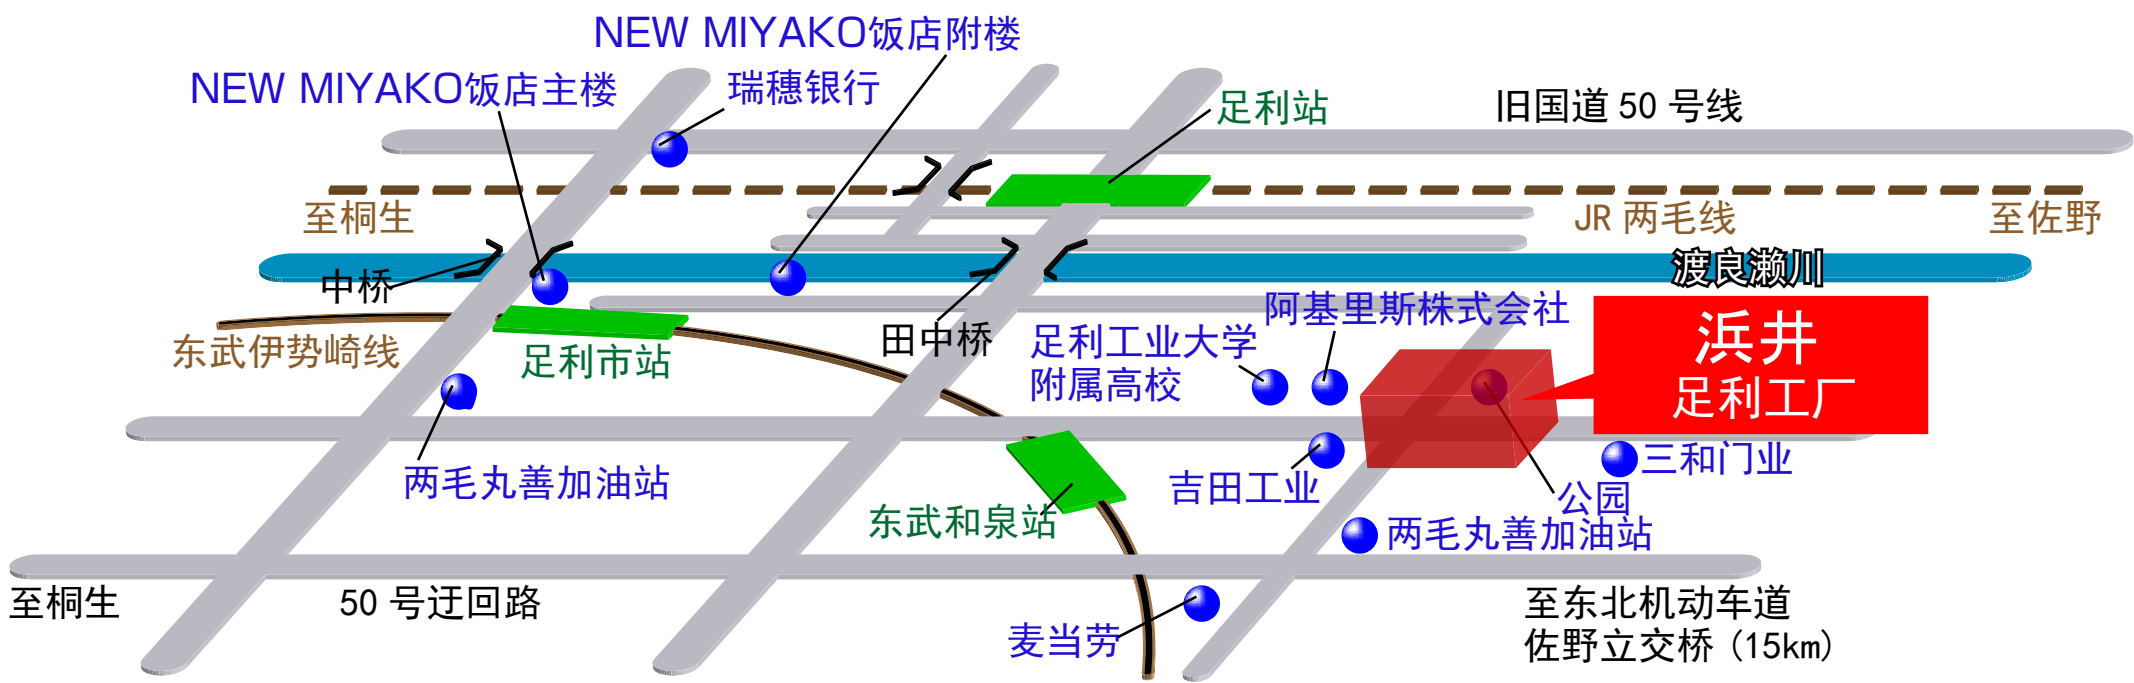 NEW MIYAKO饭店附楼
NEW MIYAKO饭店主楼
瑞穗银行
足利站
旧国道 50 号线
至桐生
JR 两毛线
至佐野
渡良濑川
中桥
田中桥
东武伊势崎线
足利市站
阿基里斯株式会社
足利工业大学
附属高校
浜井
足利工厂
两毛丸善加油站
东武和泉站
吉田工业
三和门业
公园
两毛丸善加油站
至桐生
50 号迂回路
麦当劳
至东北机动车道
佐野立交桥 (15km)